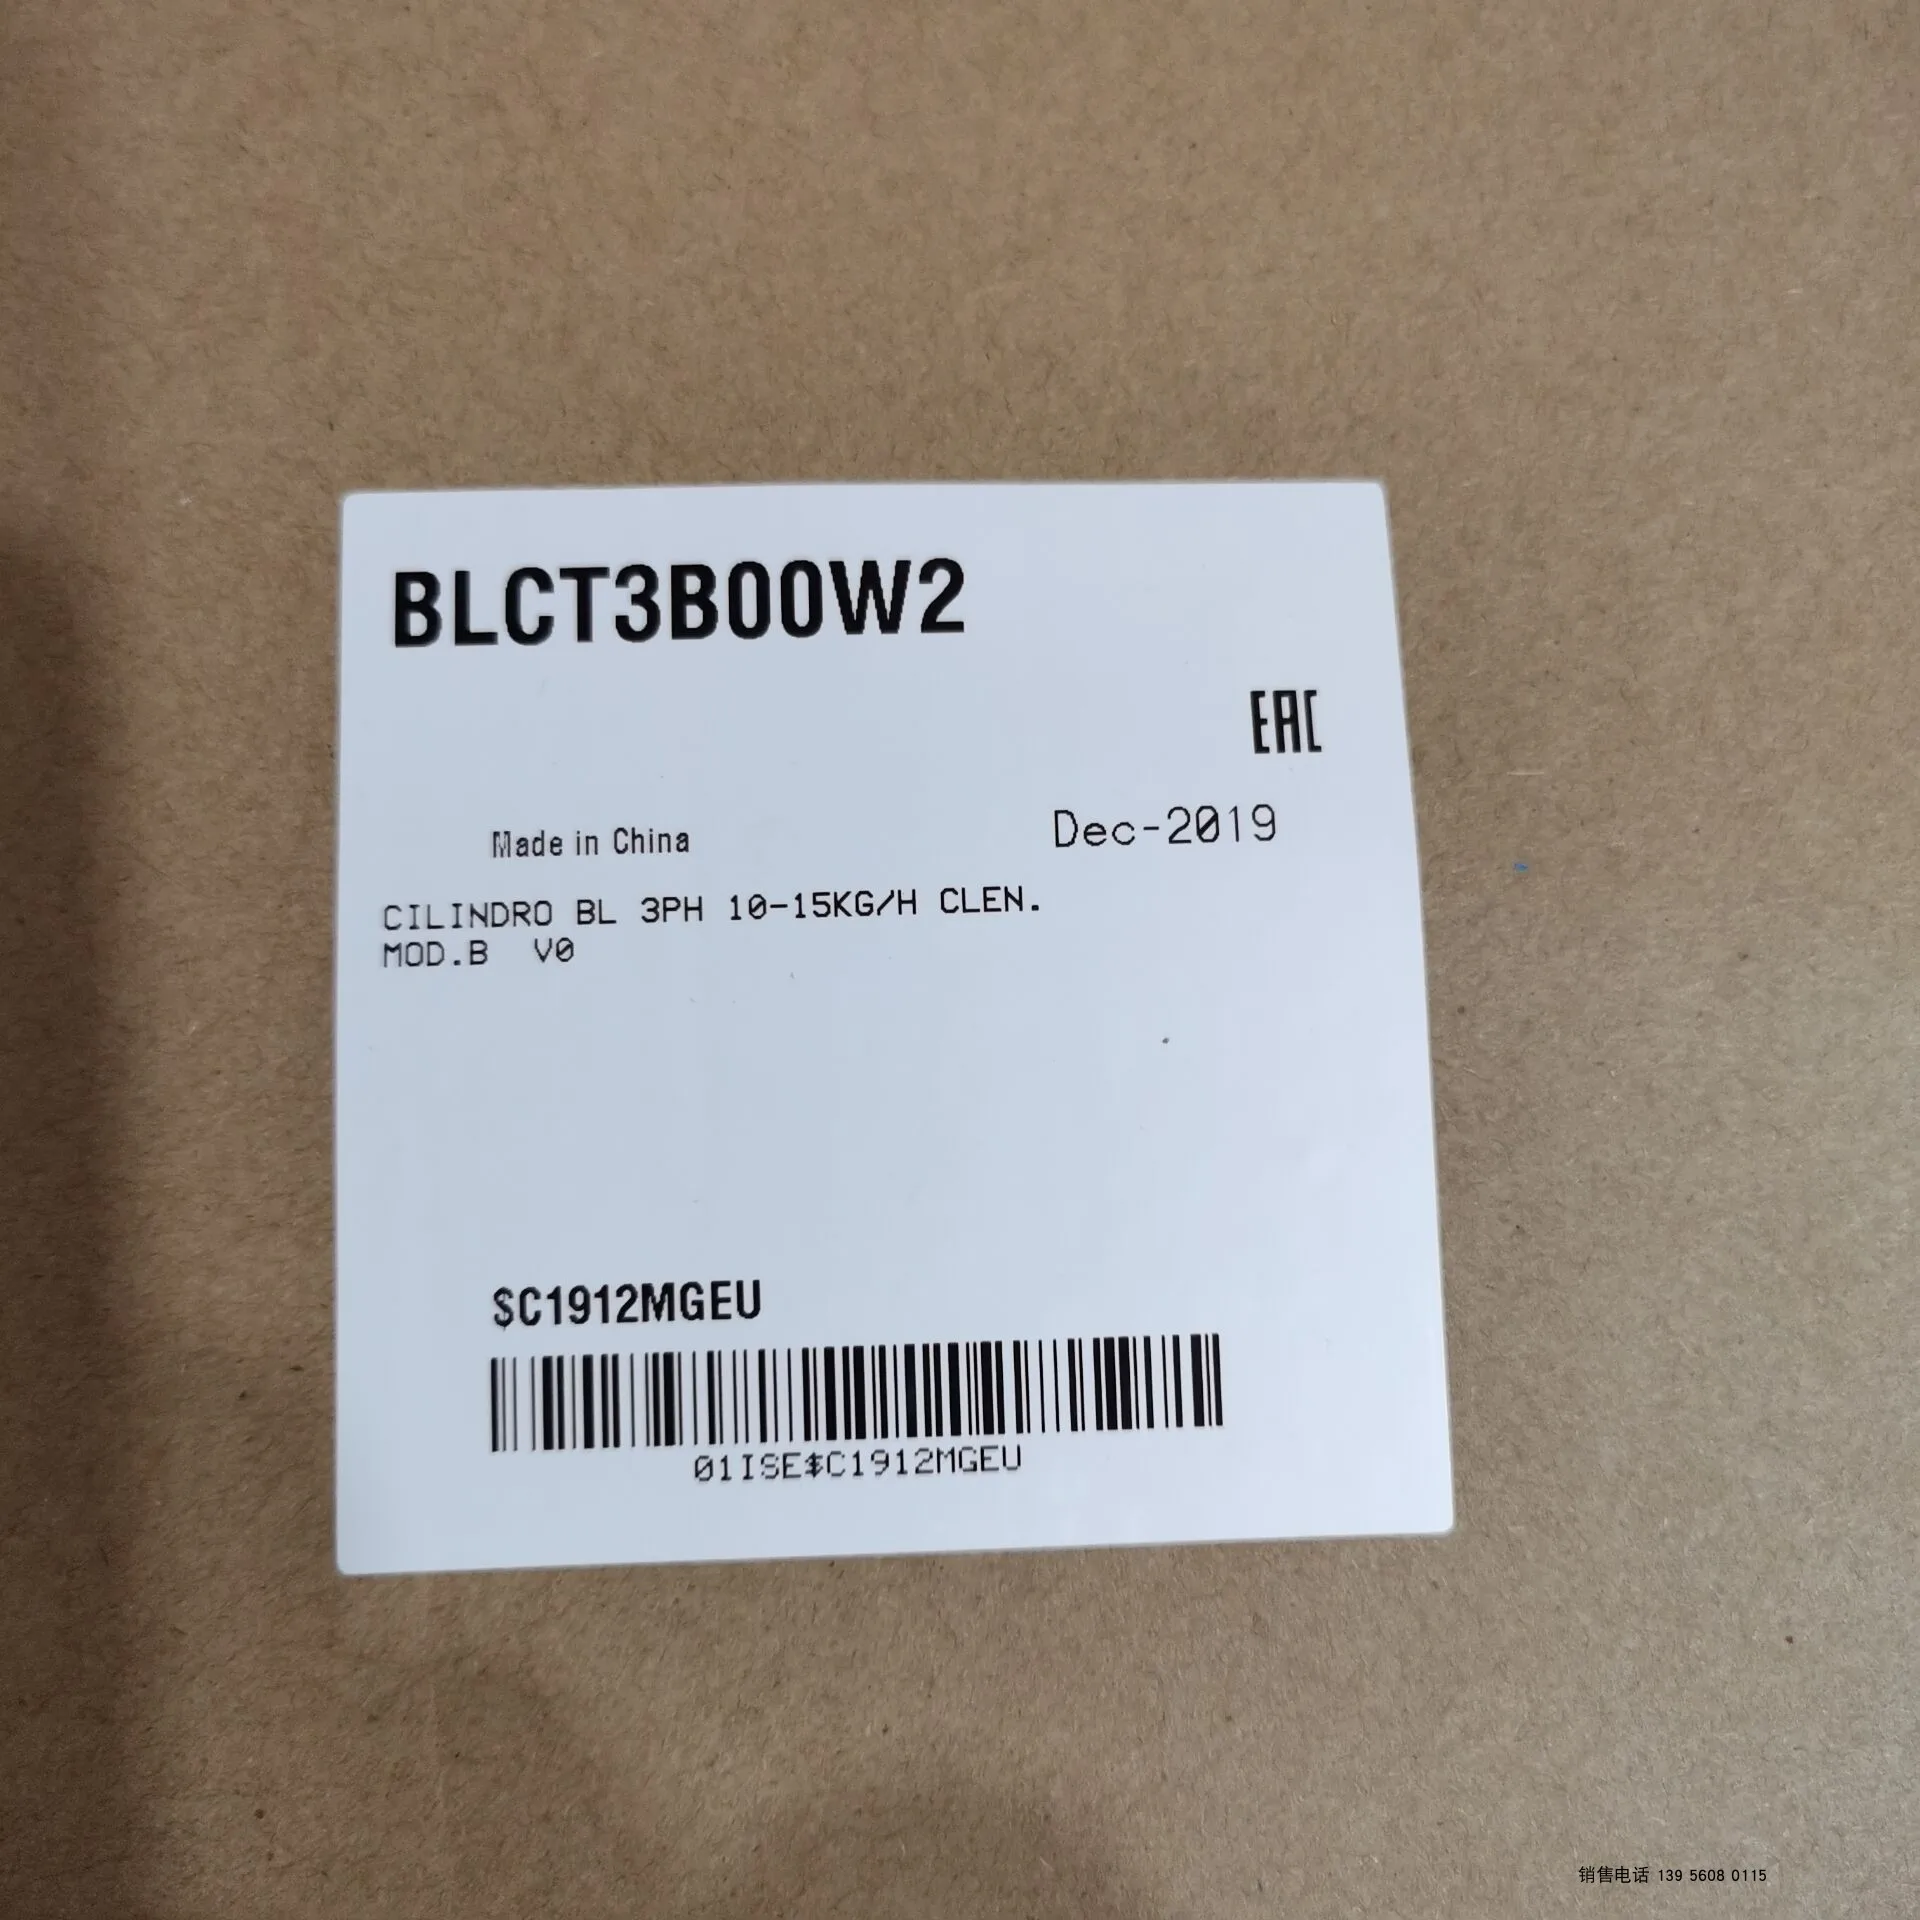 BLCT3B00W2
EAC
Made in China
Dec-2019
CILINDRO BL 3PH 10-15KG/H CLEN.
MOD.B V0
$C1912MGEU
01ISE$C1912MGEU
销售电话 139 5608 0115